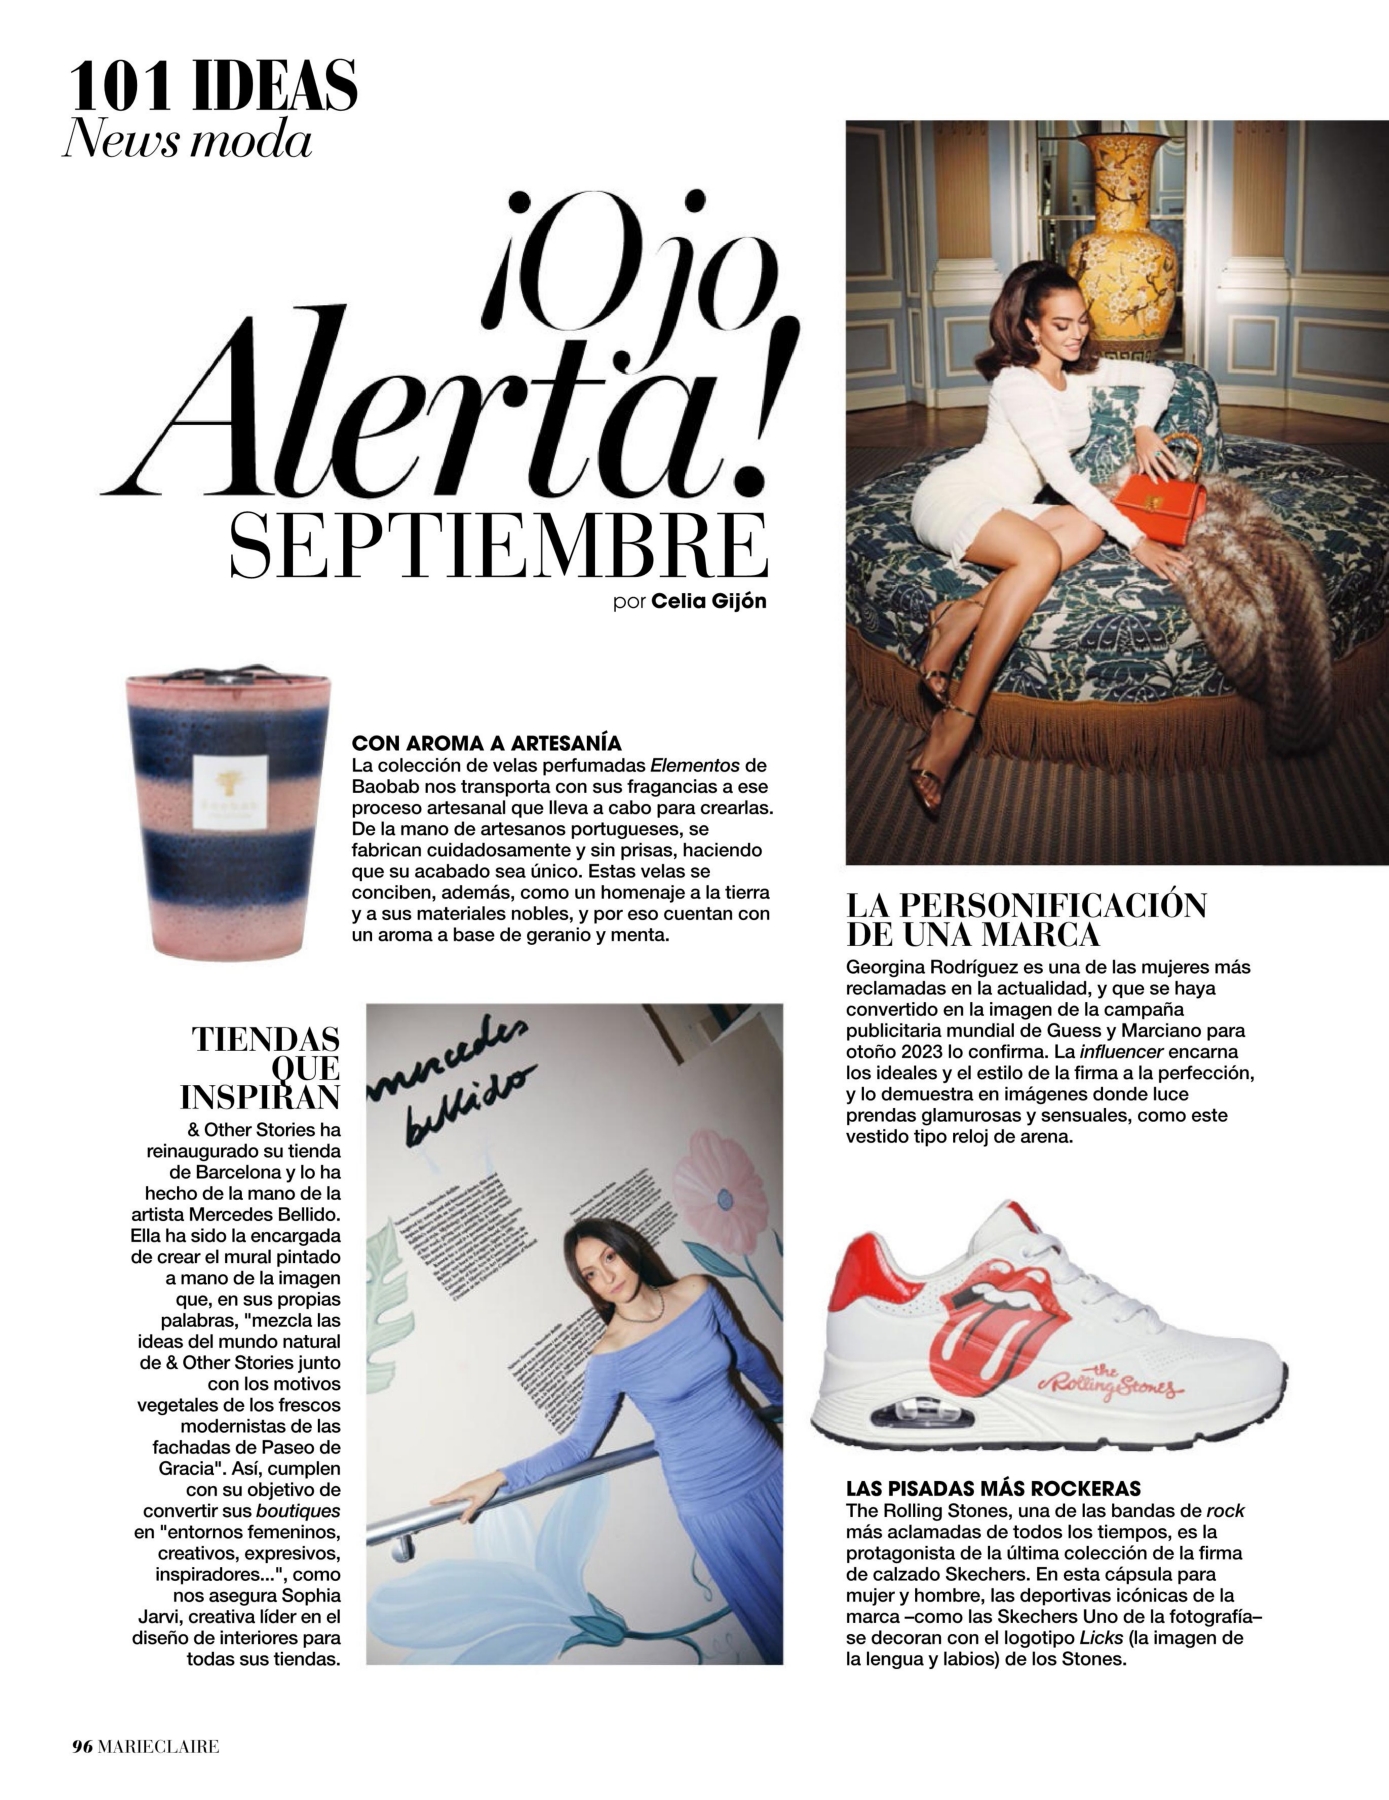 101 IDEAS
News moda
¡Ojo
Alerta!
SEPTIEMBRE
por Celia Gijón
CON AROMA A ARTESANÍA
La colección de velas perfumadas Elementos de
Baobab nos transporta con sus fragancias a ese
proceso artesanal que lleva a cabo para crearlas.
De la mano de artesanos portugueses, se
fabrican cuidadosamente y sin prisas, haciendo
que su acabado sea único. Estas velas se
conciben, además, como un homenaje a la tierra
y a sus materiales nobles, y por eso cuentan con
un aroma a base de geranio y menta.
baobab
TIENDAS
QUE
INSPIRAN
& Other Stories ha
reinaugurado su tienda
de Barcelona y lo ha
hecho de la mano de la
artista Mercedes Bellido.
Ella ha sido la encargada
de crear el mural pintado
a mano de la imagen
que, en sus propias
palabras, "mezcla las
ideas del mundo natural
de & Other Stories junto
con los motivos
vegetales de los frescos
modernistas de las
fachadas de Paseo de
Gracia". Así, cumplen
con su objetivo de
convertir sus boutiques
en "entornos femeninos,
creativos, expresivos,
inspiradores...", como
nos asegura Sophia
Jarvi, creativa líder en el
diseño de interiores para
todas sus tiendas.
mercedes
bellido
LA PERSONIFICACIÓN
DE UNA MARCA
Georgina Rodríguez es una de las mujeres más
reclamadas en la actualidad, y que se haya
convertido en la imagen de la campaña
publicitaria mundial de Guess y Marciano para
otoño 2023 lo confirma. La influencer encarna
los ideales y el estilo de la firma a la perfección,
y lo demuestra en imágenes donde luce
prendas glamurosas y sensuales, como este
vestido tipo reloj de arena.
the
Rolling Stones
LAS PISADAS MÁS ROCKERAS
The Rolling Stones, una de las bandas de rock
más aclamadas de todos los tiempos, es la
protagonista de la última colección de la firma
de calzado Skechers. En esta cápsula para
mujer y hombre, las deportivas icónicas de la
marca –como las Skechers Uno de la fotografía–
se decoran con el logotipo Licks (la imagen de
la lengua y labios) de los Stones.
96 MARIECLAIRE